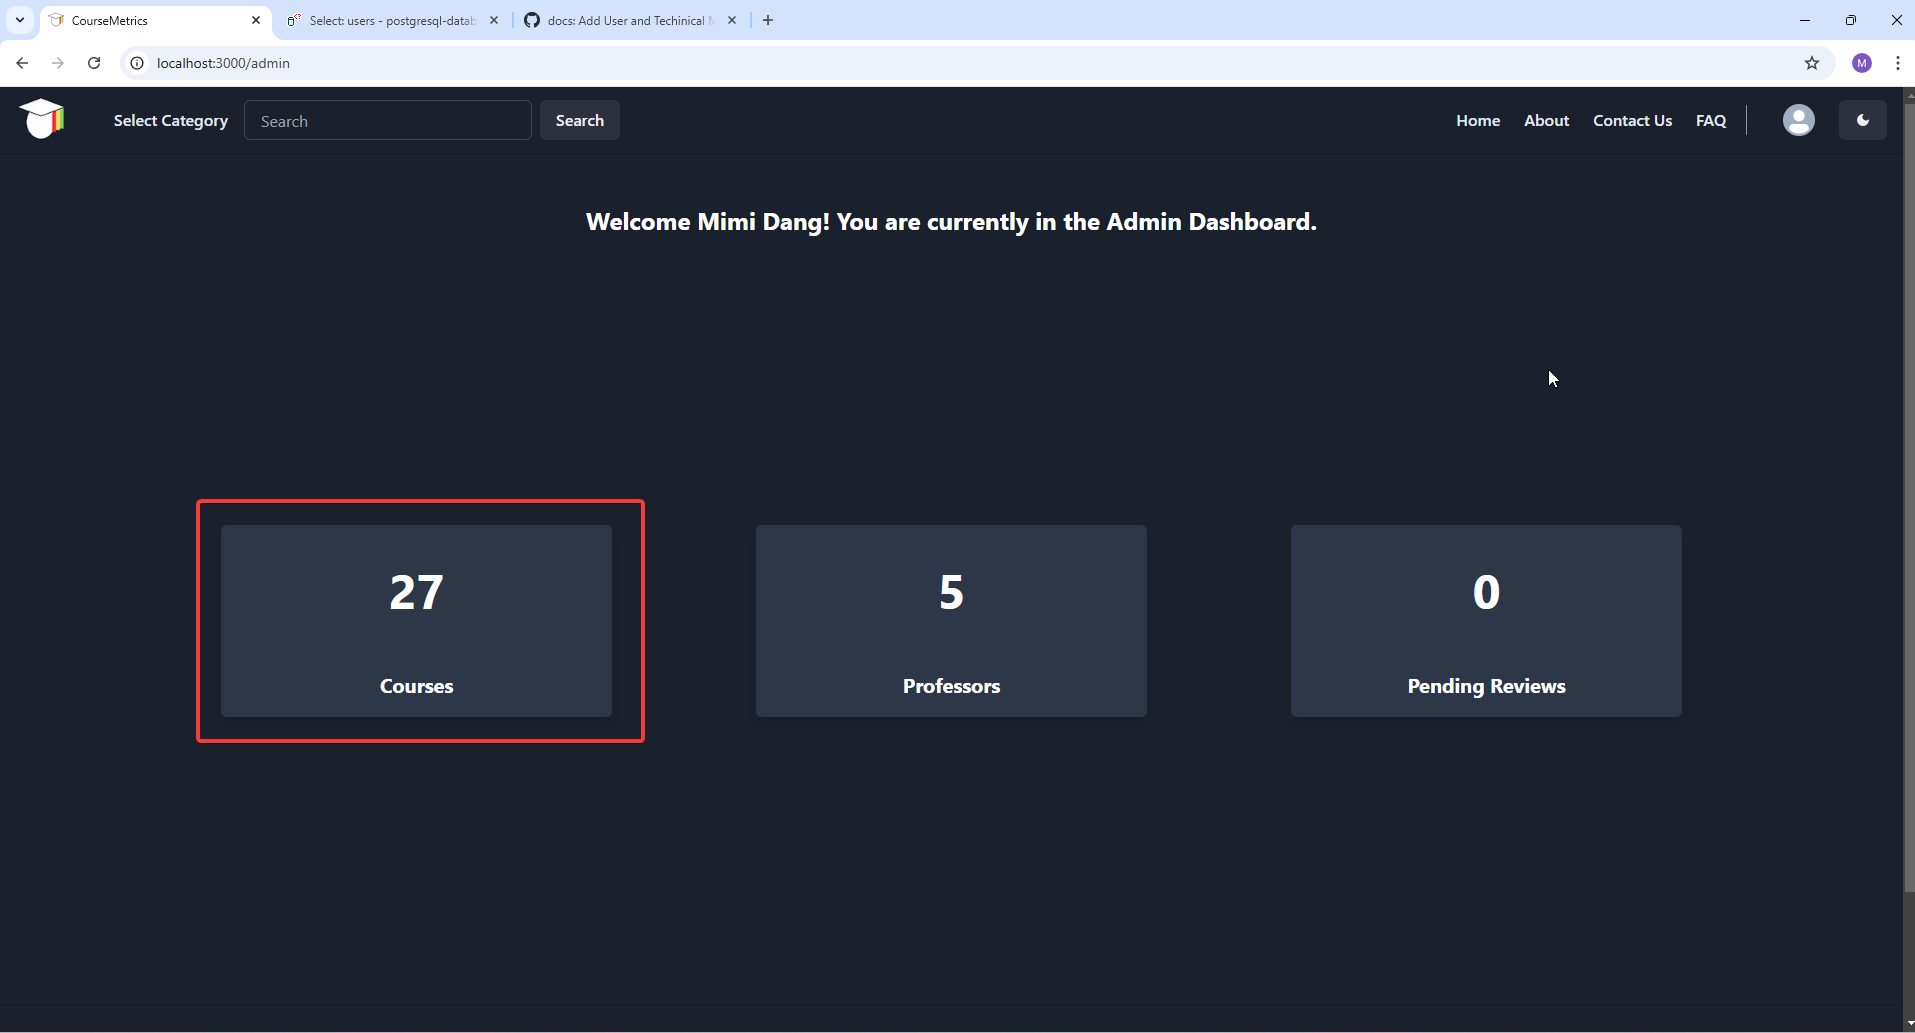 CourseMetrics
Select: users - postgresql-datab
docs: Add User and Techinical
localhost:3000/admin
M
Select Category
Search
Search
Home
About
Contact Us
FAQ
Welcome Mimi Dang! You are currently in the Admin Dashboard.
27
Courses
5
Professors
0
Pending Reviews